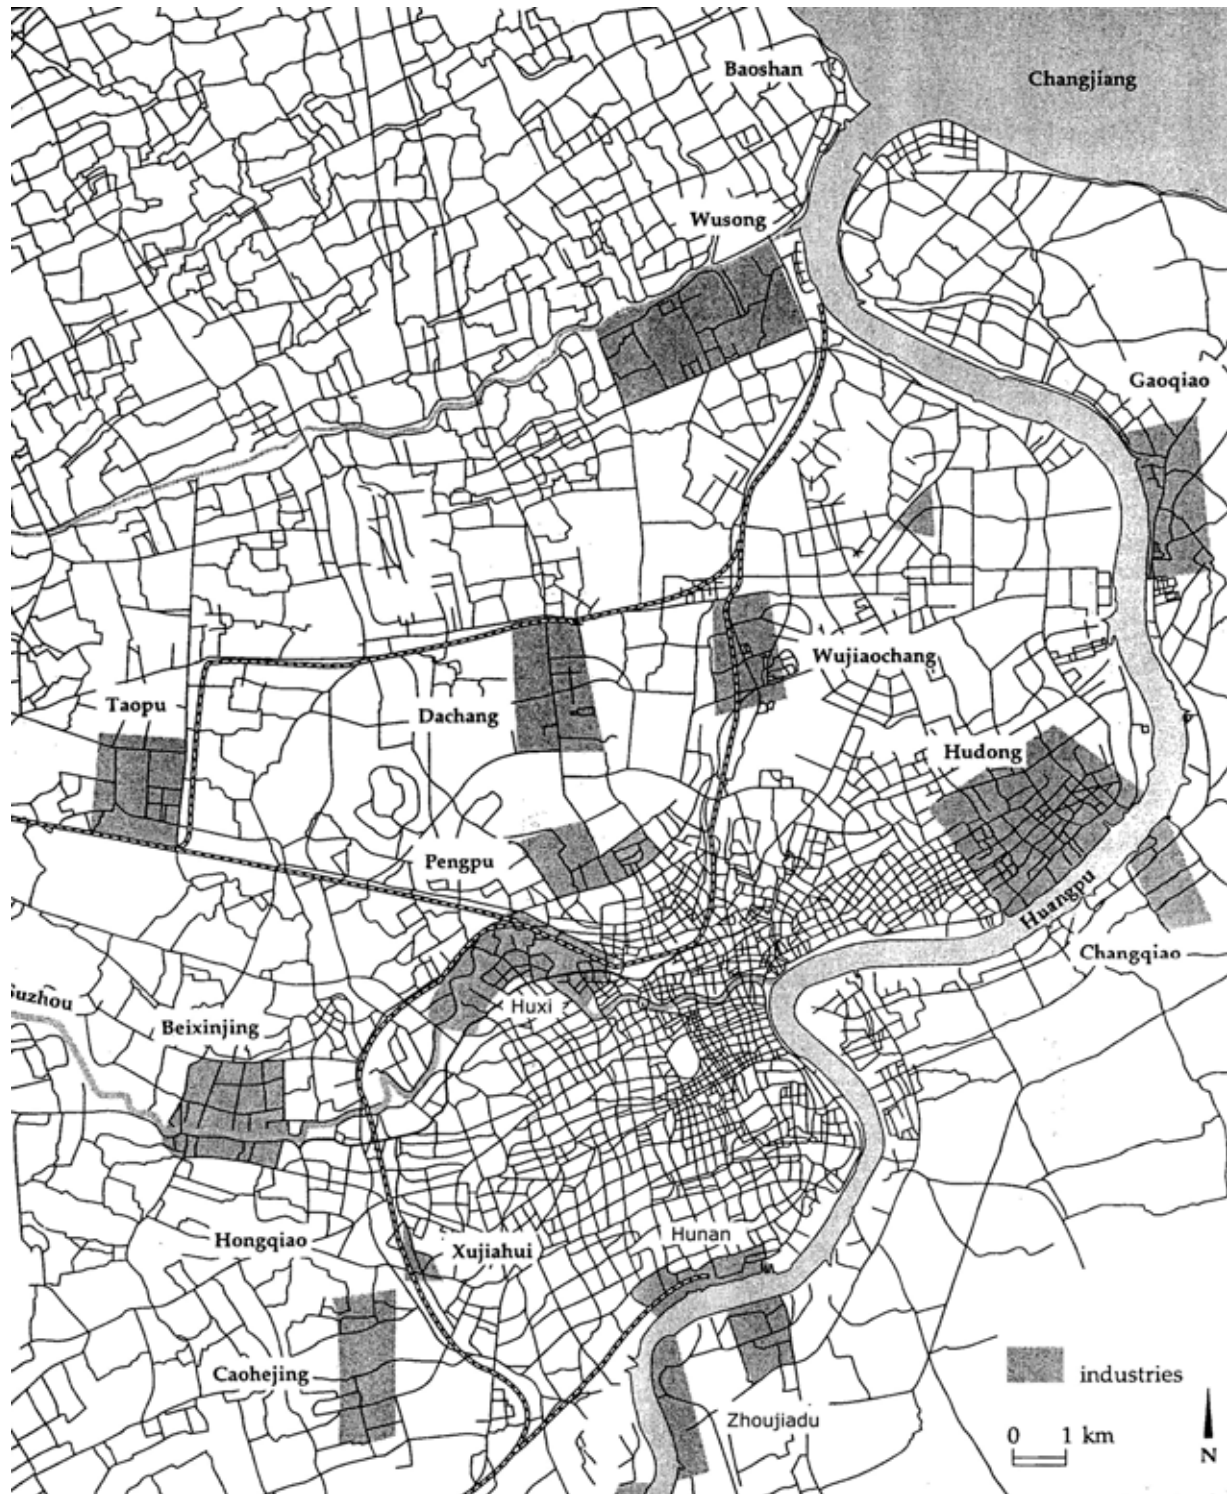 Baoshan
Changjiang
Wusong
Gaoqiao
Wujiaochang
Taopu
Dachang
Hudong
Pengpu
Huangpu
Changqiao
Suzhou
Huxi
Beixinjing
Hunan
Hongqiao
Xujiahui
Caohejing
industries
Zhoujiadu
0 1 km
N